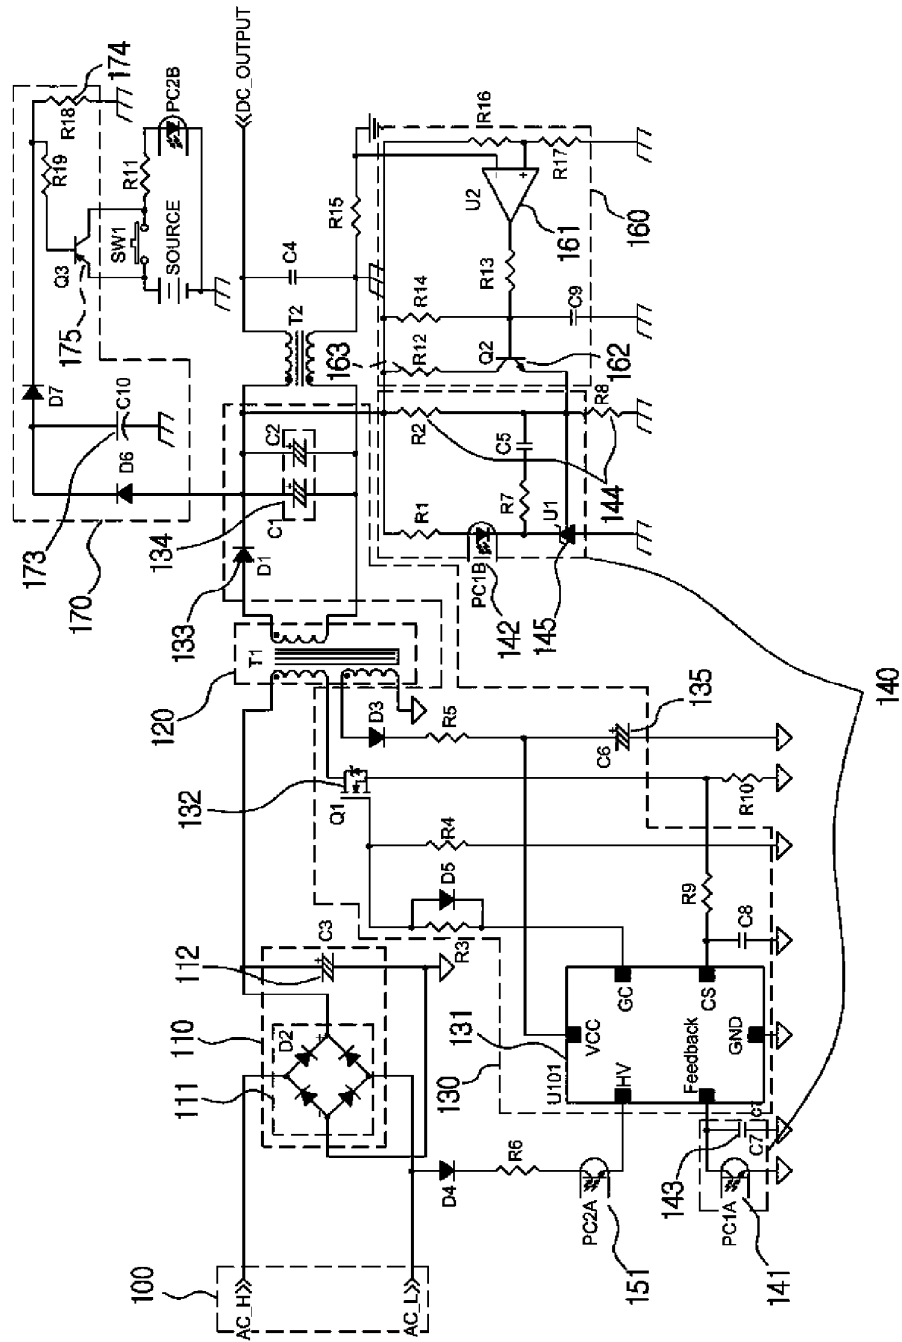 173
D7
Q3
R19
170
175
R18
174
100
D6
C10
SW1
R11
133
134
SOURCE
PC2B
111
110
112
120
AC_H
T1
D1
C1
C2
DC_OUTPUT
D2
C3
T2
C4
132
Q1
163
R15
AC_L
D3
R12
R14
D4
R3
D5
R4
R5
R2
R1
131
130
R6
PC1B
R7
C5
Q2
R13
U2
R16
142
145
U1
144
R8
162
C9
161
R17
160
PC2A
U101
VCC
HV
GC
C6
151
143
Feedback
CS
R9
135
PC1A
C7
GND
C8
R10
141
140